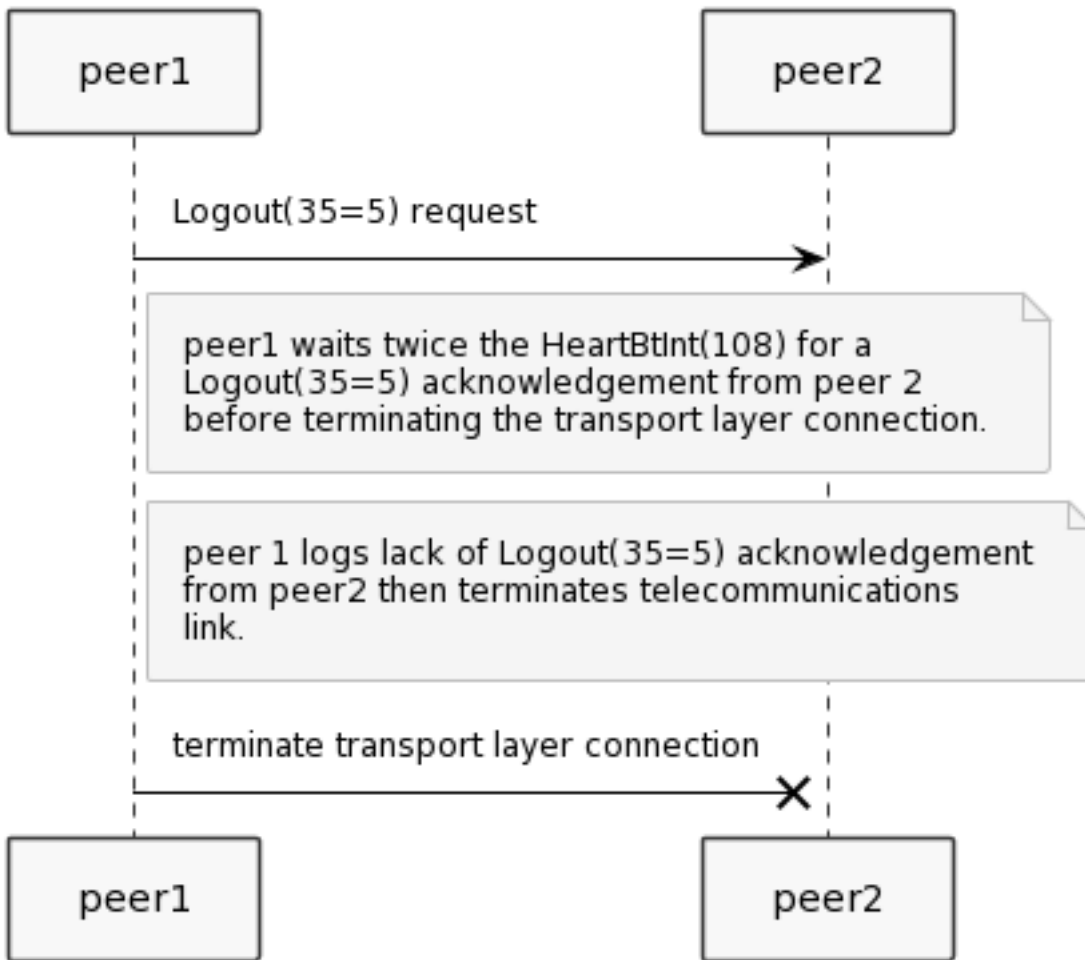 peer1
peer2
Logout(35=5) request
peer1 waits twice the HeartBtInt(108) for a
Logout(35=5) acknowledgement from peer 2
before terminating the transport layer connection.
peer 1 logs lack of Logout(35=5) acknowledgement
from peer2 then terminates telecommunications
link.
terminate transport layer connection
peer1
peer2